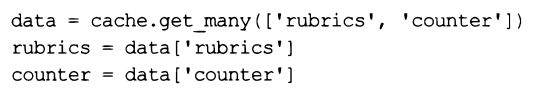 data = cache.get_many(['rubrics', 'counter'])
rubrics = data['rubrics']
counter = data['counter']